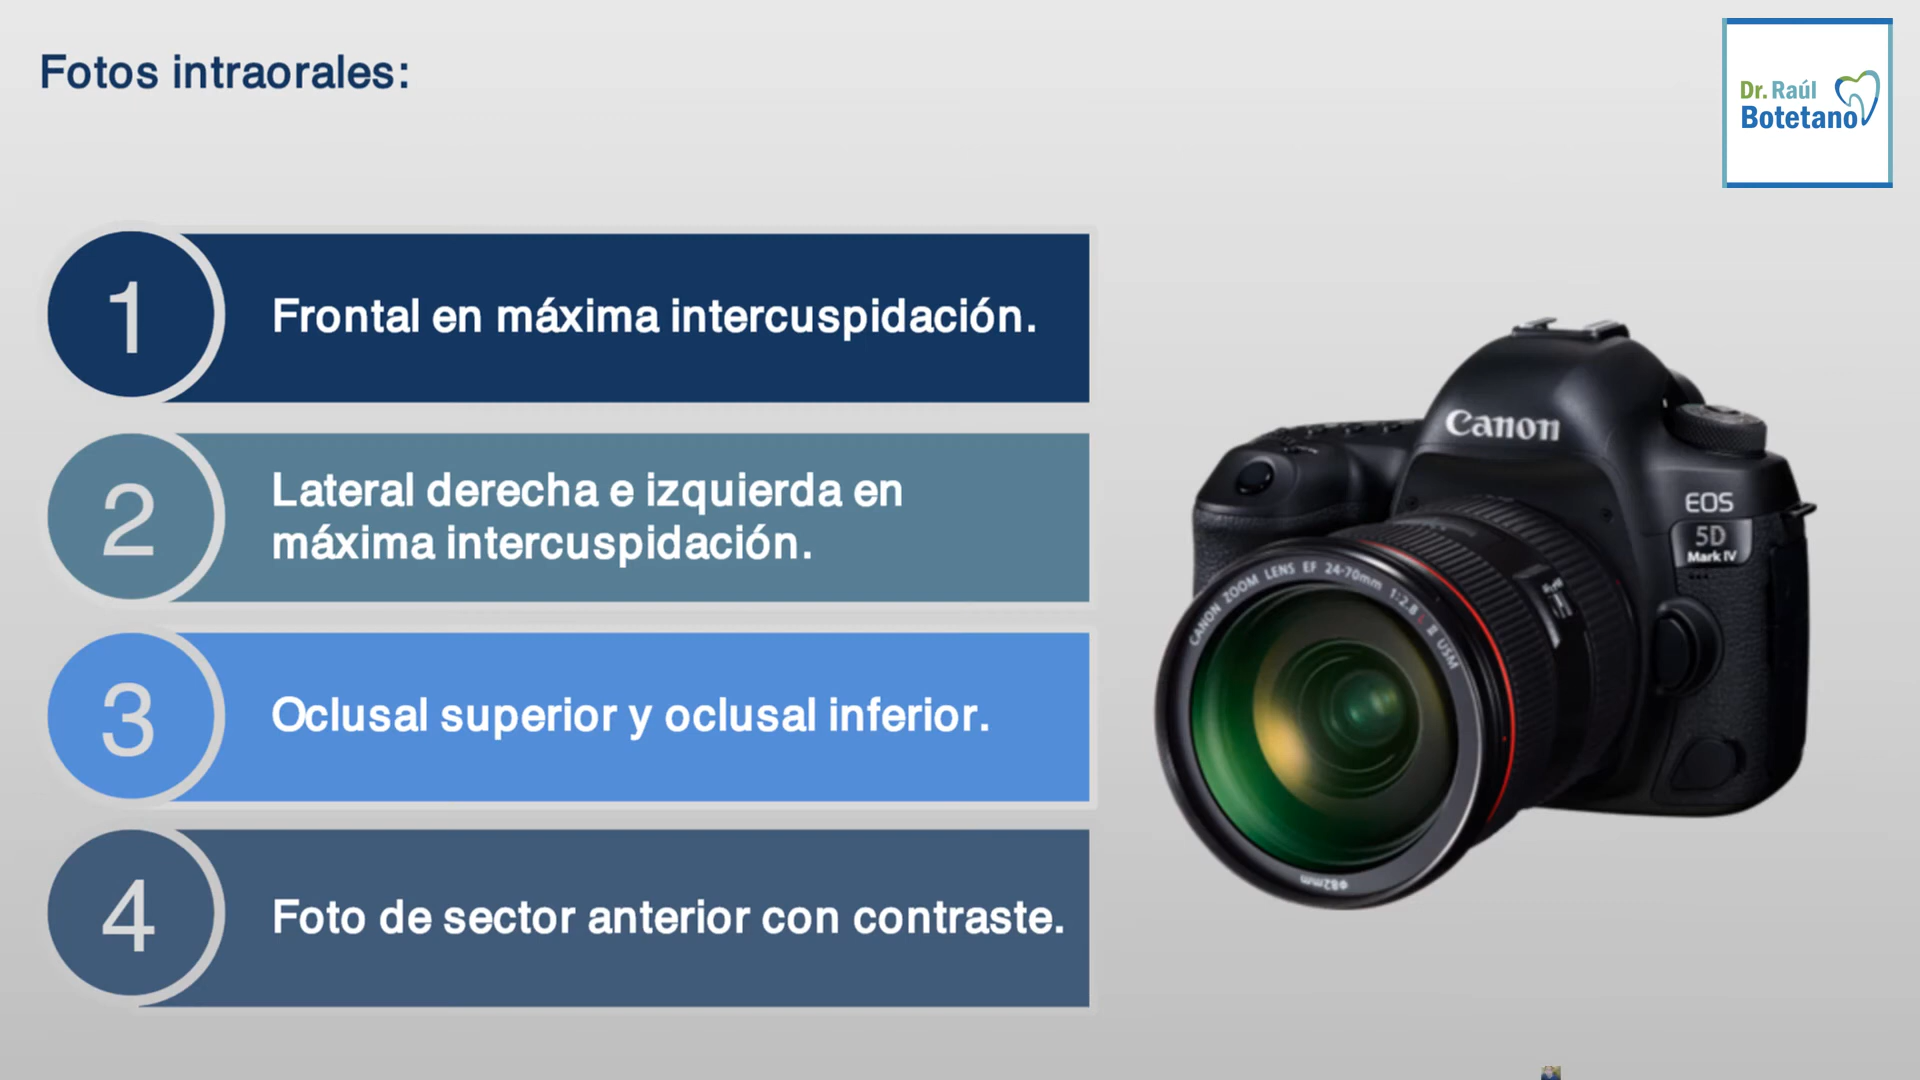 Fotos intraorales:
Dr. Raúl
Botetano
1
Frontal en máxima intercuspidación.
2
Lateral derecha e izquierda en
máxima intercuspidación.
3
Oclusal superior y oclusal inferior.
4
Foto de sector anterior con contraste.
Canon
EOS
5D
Mark IV
CANON ZOOM LENS EF 24-70mm 1:2.8 L II USM
Φ82mm